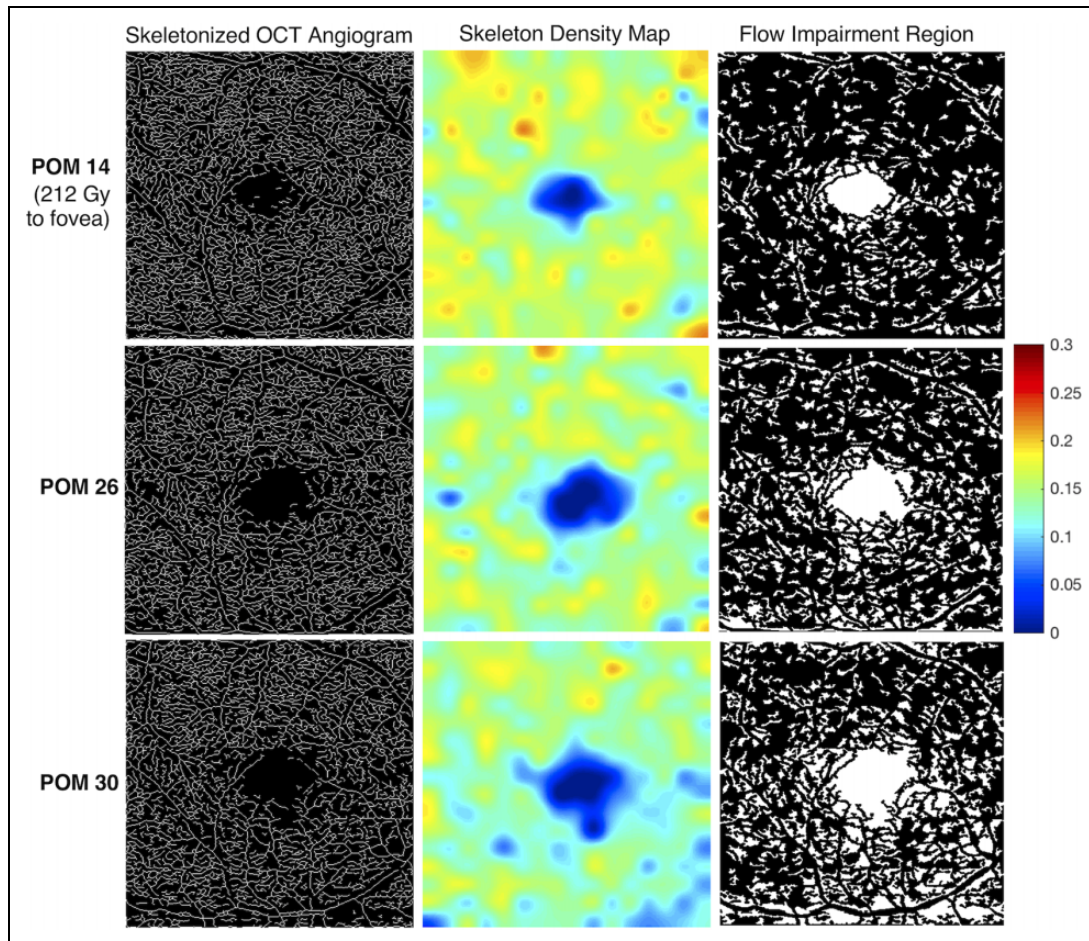 Skeletonized OCT Angiogram
Skeleton Density Map
Flow Impairment Region
POM 14
(212 Gy
to fovea)
POM 26
0.3
0.25
0.2
0.15
0.1
0.05
0
POM 30